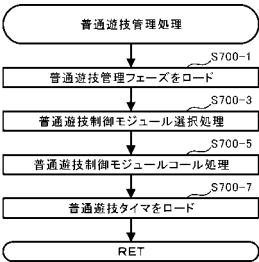 普通遊技管理処理
S700-1
普通遊技管理フェーズをロード
S700-3
普通遊技制御モジュール選択処理
S700-5
普通遊技制御モジュールコール処理
S700-7
普通遊技タイマをロード
RET